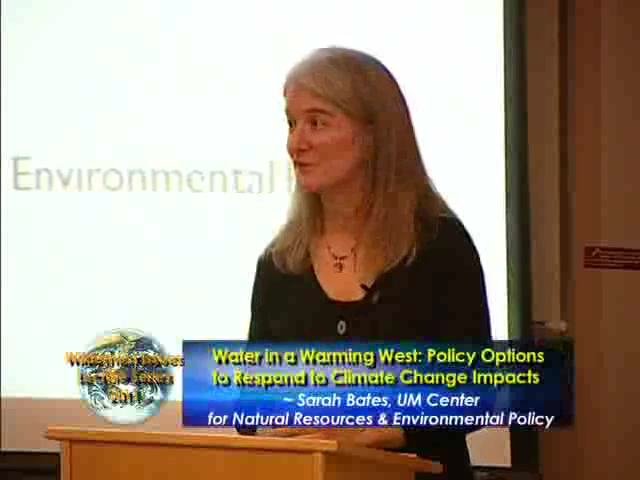 Environmental
Water in a Warming West: Policy Options
to Respond to Climate Change Impacts
~ Sarah Bates, UM Center
for Natural Resources & Environmental Policy
2011